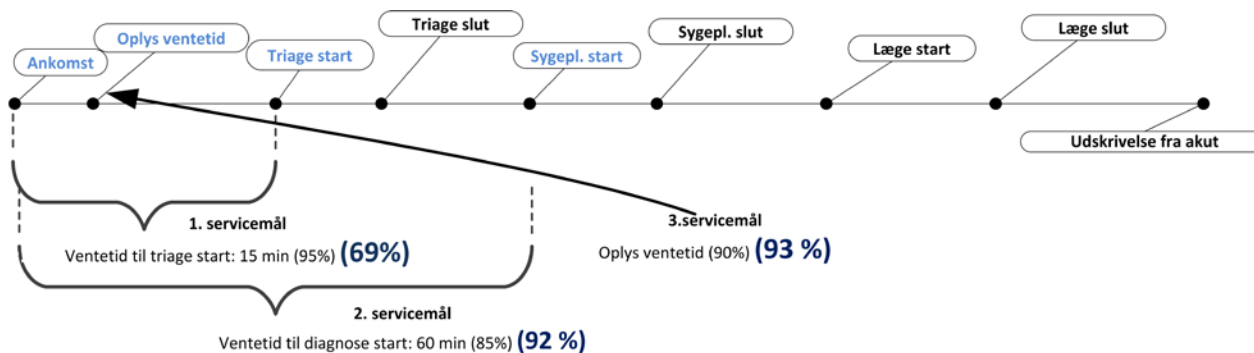 Ankomst
Oplys ventetid
Triage start
Triage slut
Sygepl. start
Sygepl. slut
Læge start
Læge slut
Udskrivelse fra akut
1. servicemål
Ventetid til triage start: 15 min (95%) (69%)
3.servicemål
Oplys ventetid (90%) (93 %)
2. servicemål
Ventetid til diagnose start: 60 min (85%) (92 %)